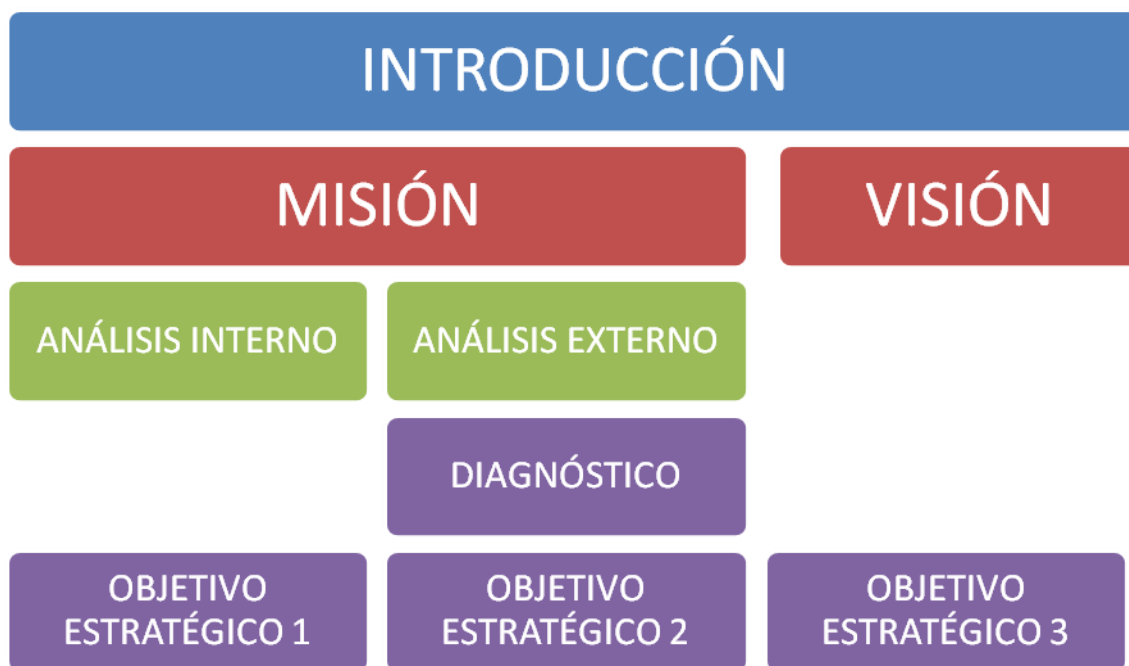 INTRODUCCIÓN
MISIÓN
VISIÓN
ANÁLISIS INTERNO
ANÁLISIS EXTERNO
DIAGNÓSTICO
OBJETIVO
ESTRATÉGICO 1
OBJETIVO
ESTRATÉGICO 2
OBJETIVO
ESTRATÉGICO 3